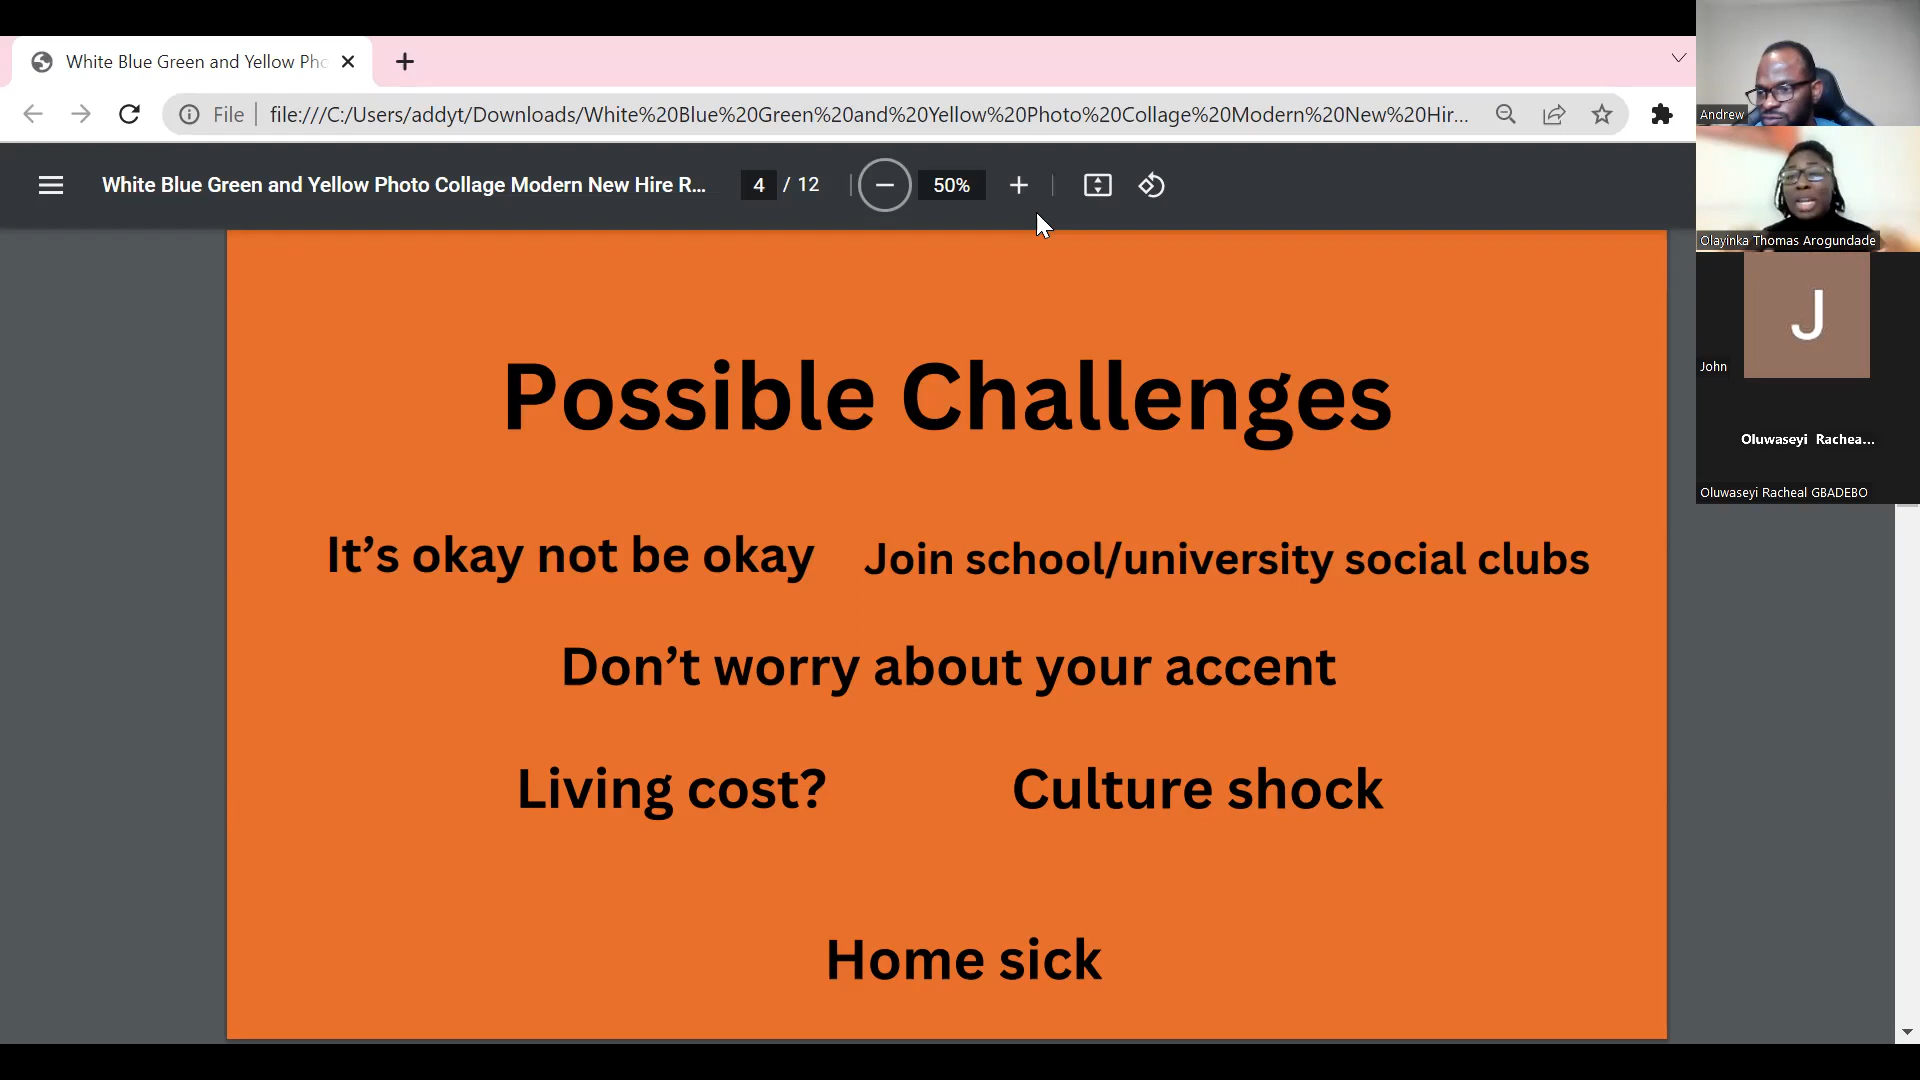 White Blue Green and Yellow Pho
File
file:///C:/Users/addyt/Downloads/White%20Blue%20Green%20and%20Yellow%20Photo%20Collage%20Modern%20New%20Hir...
White Blue Green and Yellow Photo Collage Modern New Hire R...
4 / 12
50%
Possible Challenges
It’s okay not be okay
Join school/university social clubs
Don’t worry about your accent
Living cost?
Culture shock
Home sick
Andrew
Olayinka Thomas Arogundade
J
John
Oluwaseyi Rachea...
Oluwaseyi Racheal GBADEBO